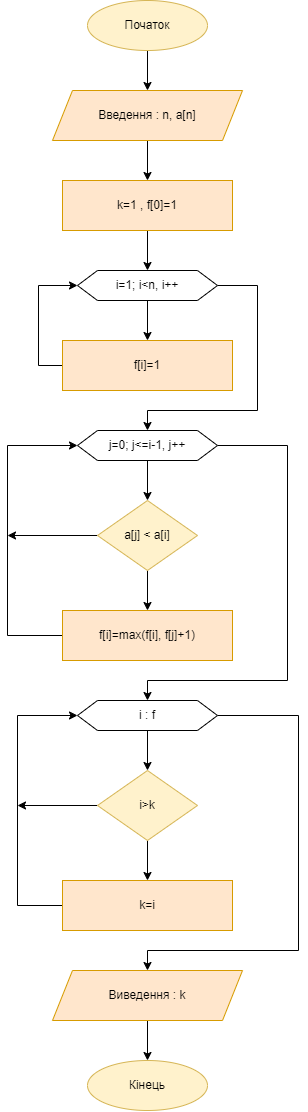 Початок
Введення : n, a[n]
k=1 , f[0]=1
i=1; i<n, i++
f[i]=1
j=0; j<=i-1, j++
a[j] < a[i]
f[i]=max(f[i], f[j]+1)
i : f
i>k
k=i
Виведення : k
Кінець